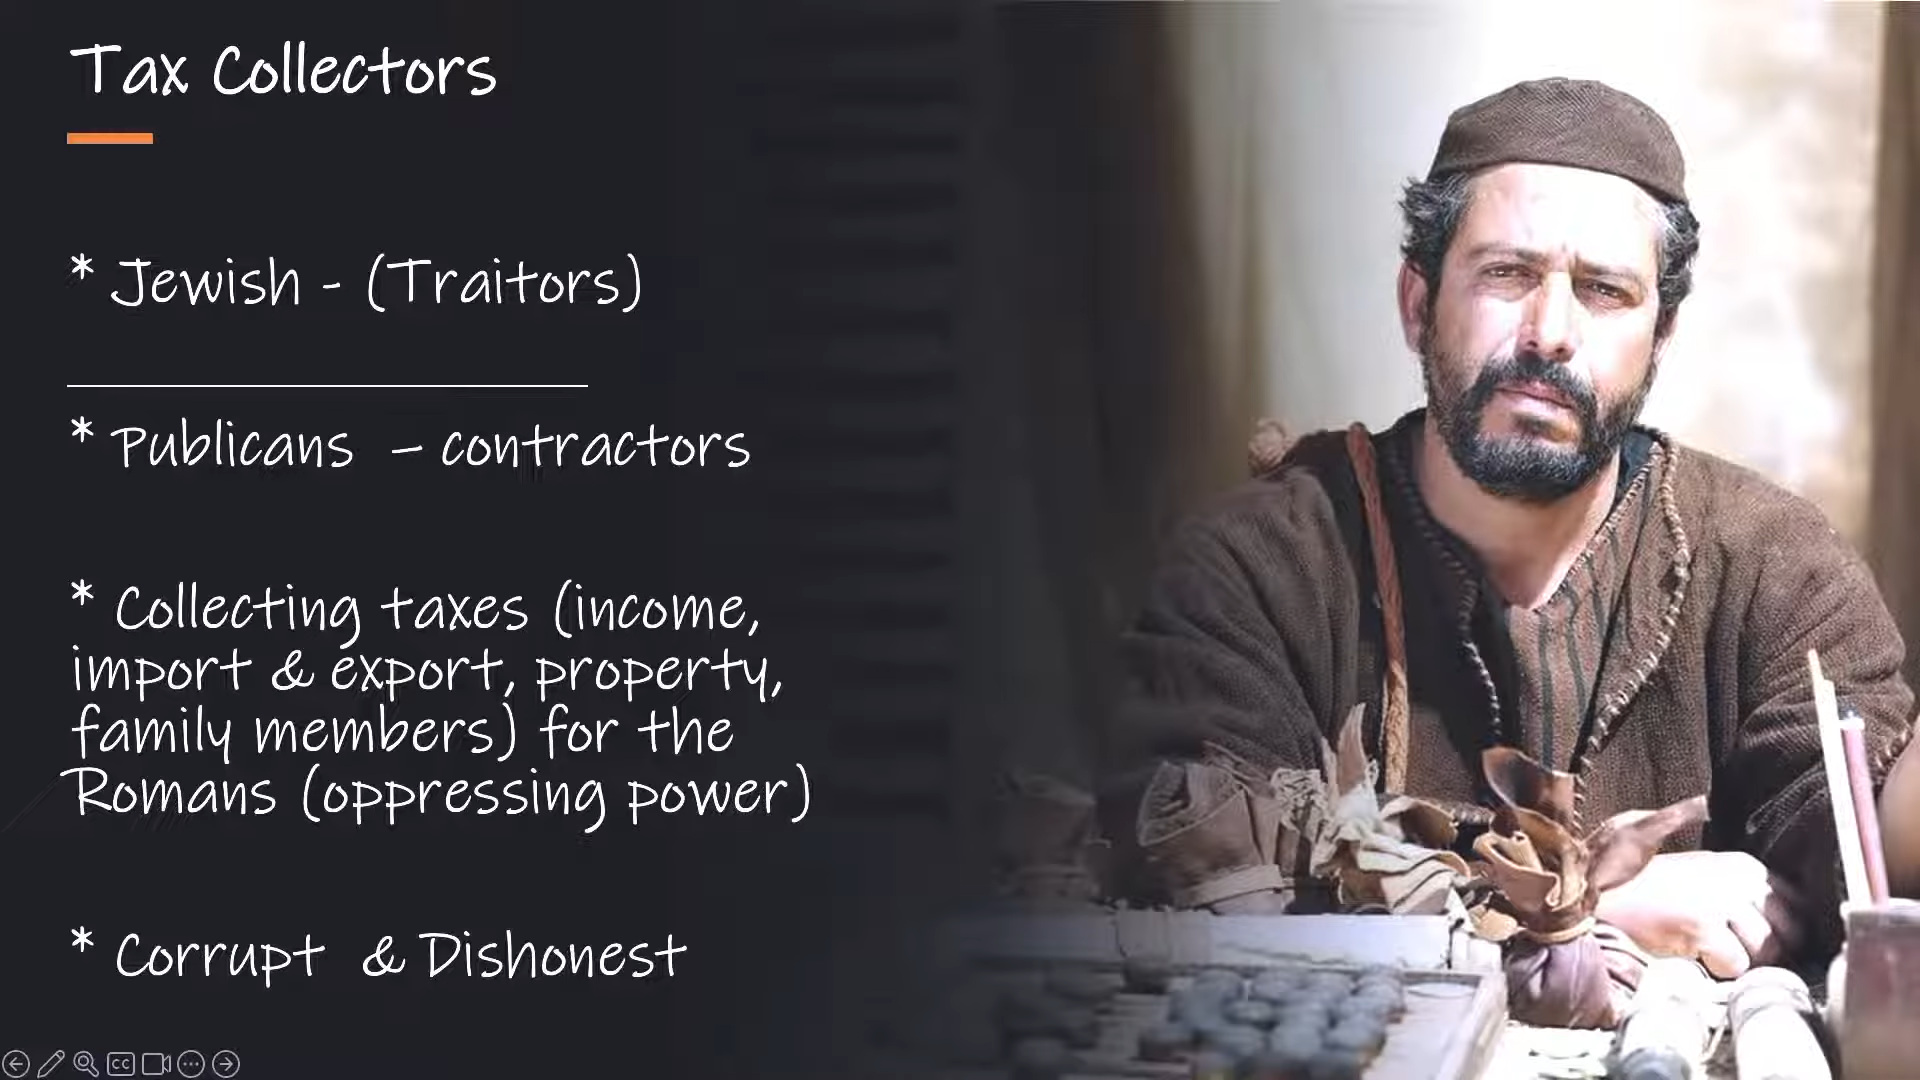 Tax Collectors
* Jewish - (Traitors)
* Publicans – contractors
* Collecting taxes (income,
import & export, property,
family members) for the
Romans (oppressing power)
* Corrupt & Dishonest
CC